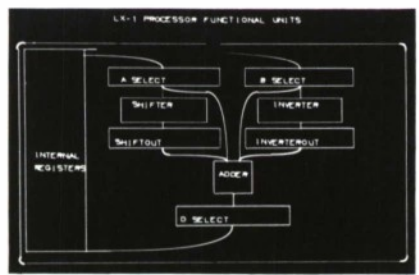 LX-1 PROCESSOR FUNCTIONAL UNITS
A SELECT
B SELECT
SHIFTER
INVERTER
SHIFTOUT
INVERTEROUT
INTERNAL
REGISTERS
ADDER
D SELECT